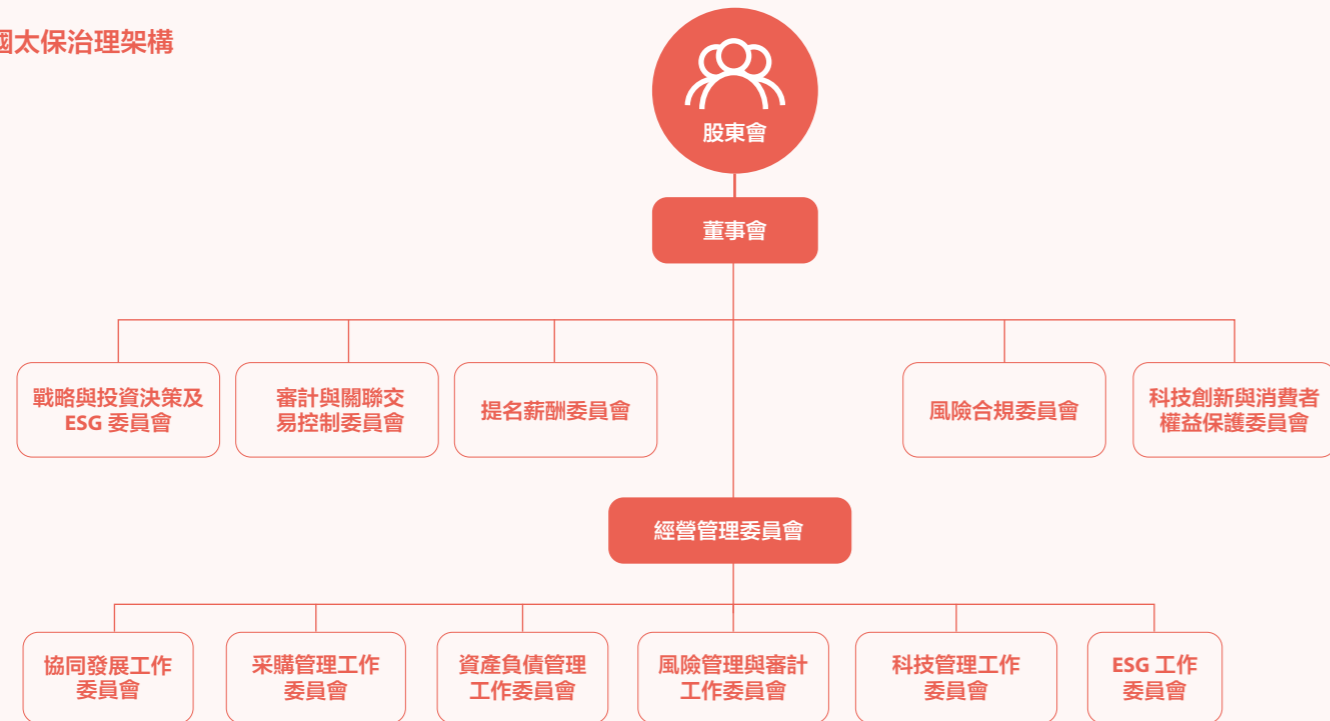 國太保治理架構
股東會
董事會
戰略與投資決策及
ESG 委員會
審計與關聯交
易控制委員會
提名薪酬委員會
風險合規委員會
科技創新與消費者
權益保護委員會
經營管理委員會
協同發展工作
委員會
采購管理工作
委員會
資產負債管理
工作委員會
風險管理與審計
工作委員會
科技管理工作
委員會
ESG 工作
委員會